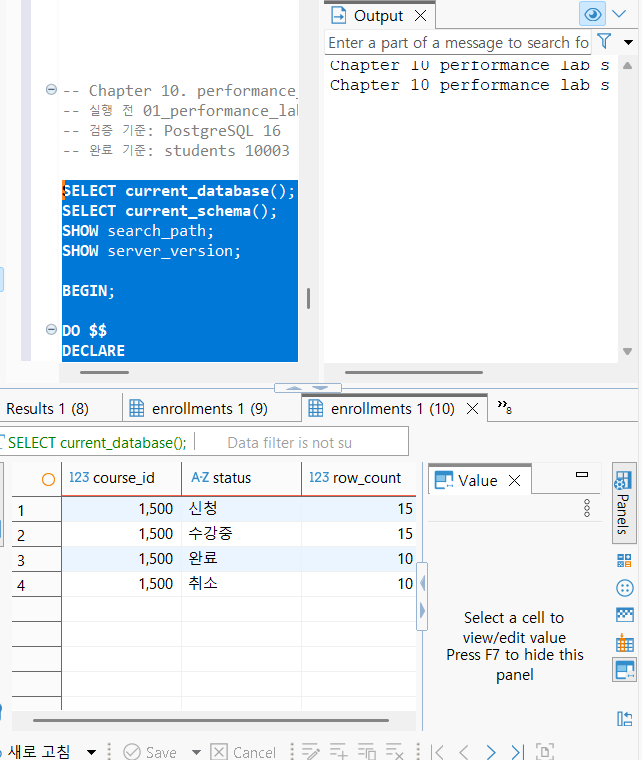 Output
Enter a part of a message to search fo
Chapter 10 performance lab s
Chapter 10 performance lab s
-- Chapter 10. performance_
-- 실행 전 01_performance_lab
-- 검증 기준: PostgreSQL 16
-- 완료 기준: students 10003
SELECT current_database();
SELECT current_schema();
SHOW search_path;
SHOW server_version;
BEGIN;
DO $$
DECLARE
Results 1 (8)
enrollments 1 (9)
enrollments 1 (10)
8
SELECT current_database();
Data filter is not su
123 course_id
A-Z status
123 row_count
1 1,500 신청 15
2 1,500 수강중 15
3 1,500 완료 10
4 1,500 취소 10
Value
Select a cell to
view/edit value
Press F7 to hide this
panel
Panels
새로 고침
Save
Cancel